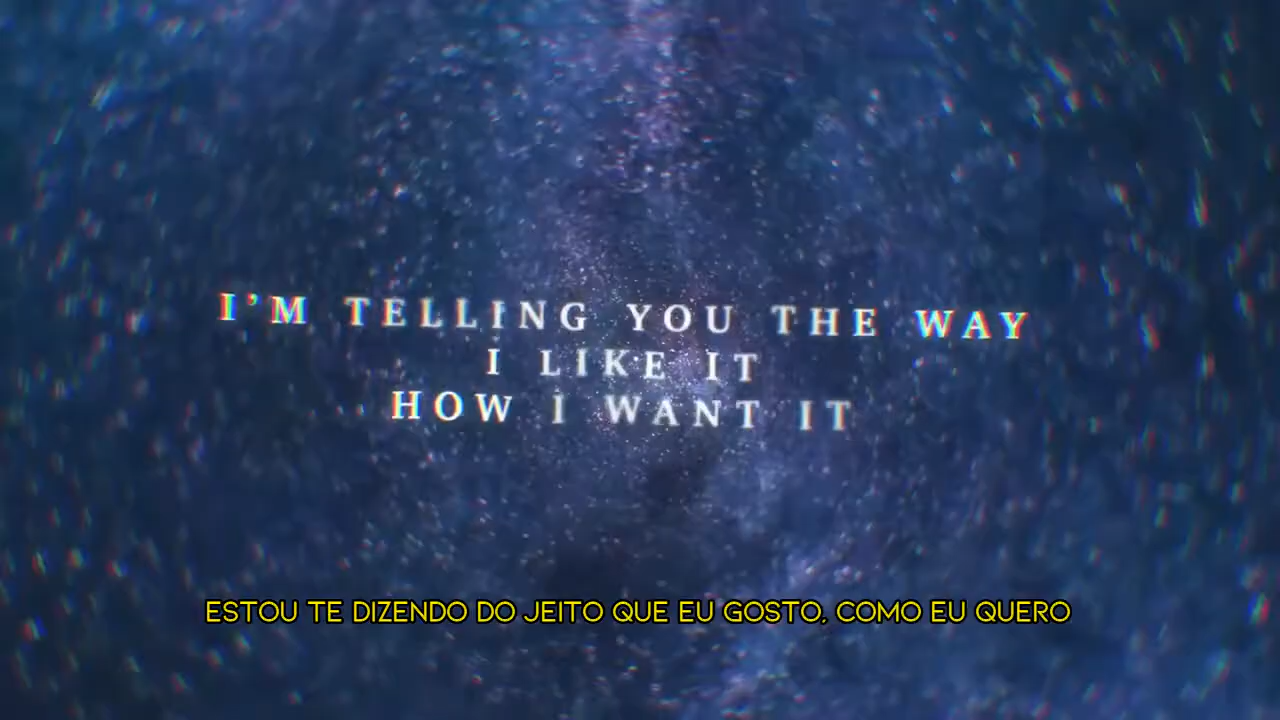 I'M TELLING YOU THE WAY
I LIKE IT
HOW I WANT IT
ESTOU TE DIZENDO DO JEITO QUE EU GOSTO, COMO EU QUERO